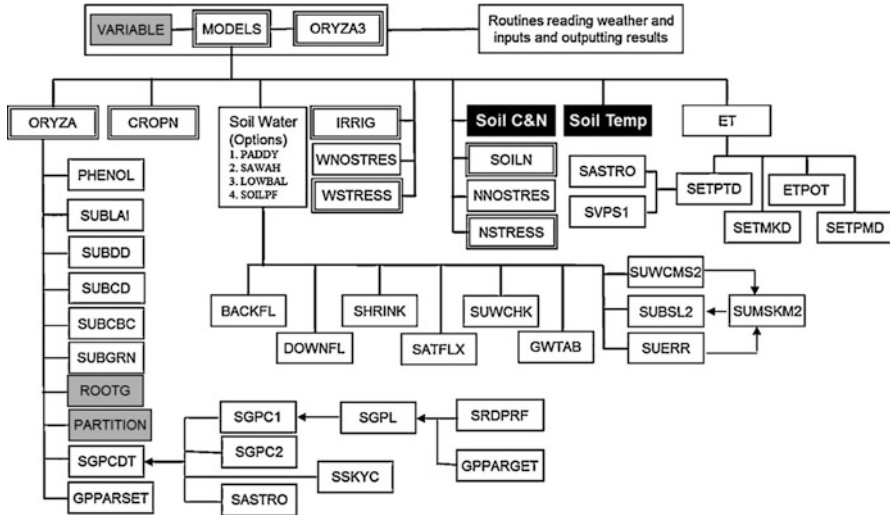 VARIABLE
MODELS
ORYZA3
Routines reading weather and
inputs and outputting results
ORYZA
CROPN
Soil Water
(Options)
1. PADDY
2. SAWAH
3. LOWBAL
4. SOILPF
IRRIG
WNOSTRES
WSTRESS
Soil C&N
SOILN
NNOSTRES
NSTRESS
Soil Temp
ET
SASTRO
SVPS1
SETPTD
ETPOT
SETMKD
SETPMD
PHENOL
SUBLAI
SUBDD
SUBCD
SUBCBC
SUBGRN
ROOTG
PARTITION
SGPCDT
GPPARSET
BACKFL
DOWNFL
SHRINK
SATFLX
SUWCHK
GWTAB
SUWCMS2
SUBSL2
SUERR
SUMSKM2
SGPC1
SGPL
SRDPRF
SGPC2
GPPARGET
SSKYC
SASTRO